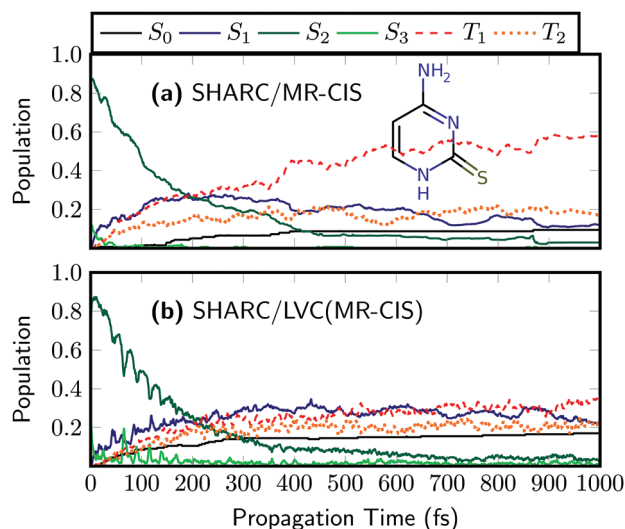 S₀ S₁ S₂ S₃ T₁ T₂
1.0
(a) SHARC/MR-CIS
NH₂
0.8
N
0.6
0.4
N
H
S
0.2
Population
1.0
(b) SHARC/LVC(MR-CIS)
0.8
0.6
0.4
0.2
Population
0 100 200 300 400 500 600 700 800 900 1000
Propagation Time (fs)